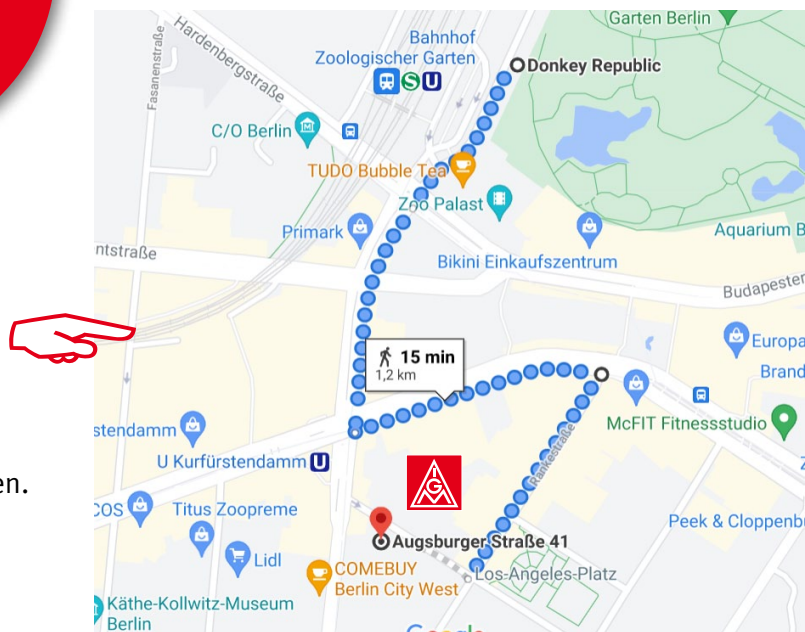 Garten Berlin
Hardenbergstraße
Fasanenstraße
Bahnhof
Zoologischer Garten
S U
Donkey Republic
C/O Berlin
TUDO Bubble Tea
Zoo Palast
Primark
ntstraße
Bikini Einkaufszentrum
Aquarium B
Budapester
15 min
1,2 km
Europa
Brand
McFIT Fitnessstudio
stendamm
U Kurfürstendamm U
Rankestraße
IGM
en.
COS
Titus Zoopreme
Augsburger Straße 41
Peek & Cloppenbu
Lidl
COMEBUY
Berlin City West
Los-Angeles-Platz
Käthe-Kollwitz-Museum
Berlin